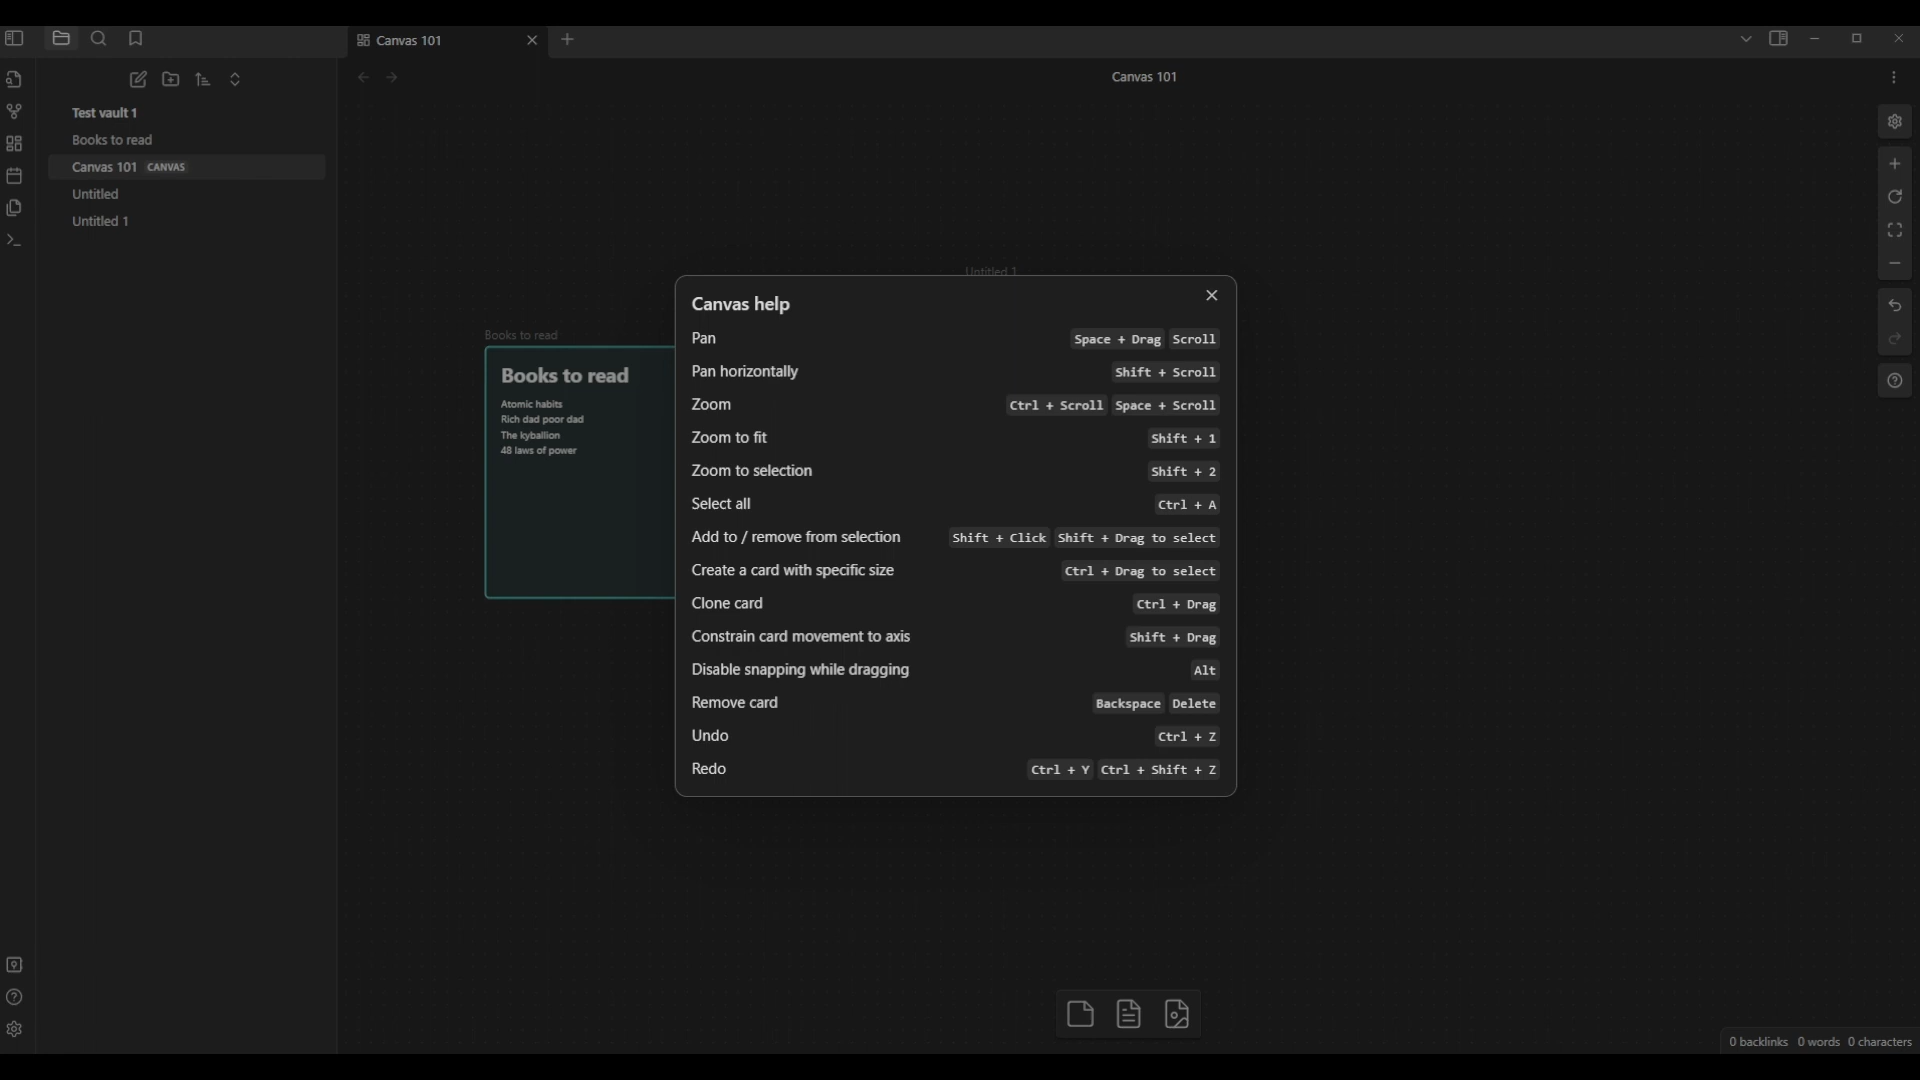 Canvas 101
Canvas 101
Test vault 1
Books to read
Canvas 101 CANVAS
Untitled
Untitled 1
Untitled 1
Books to read
Books to read
Atomic habits
Rich dad poor dad
The kyballion
48 laws of power
Canvas help
Pan Space + Drag Scroll
Pan horizontally Shift + Scroll
Zoom Ctrl + Scroll Space + Scroll
Zoom to fit Shift + 1
Zoom to selection Shift + 2
Select all Ctrl + A
Add to / remove from selection Shift + Click Shift + Drag to select
Create a card with specific size Ctrl + Drag to select
Clone card Ctrl + Drag
Constrain card movement to axis Shift + Drag
Disable snapping while dragging Alt
Remove card Backspace Delete
Undo Ctrl + Z
Redo Ctrl + Y Ctrl + Shift + Z
0 backlinks 0 words 0 characters